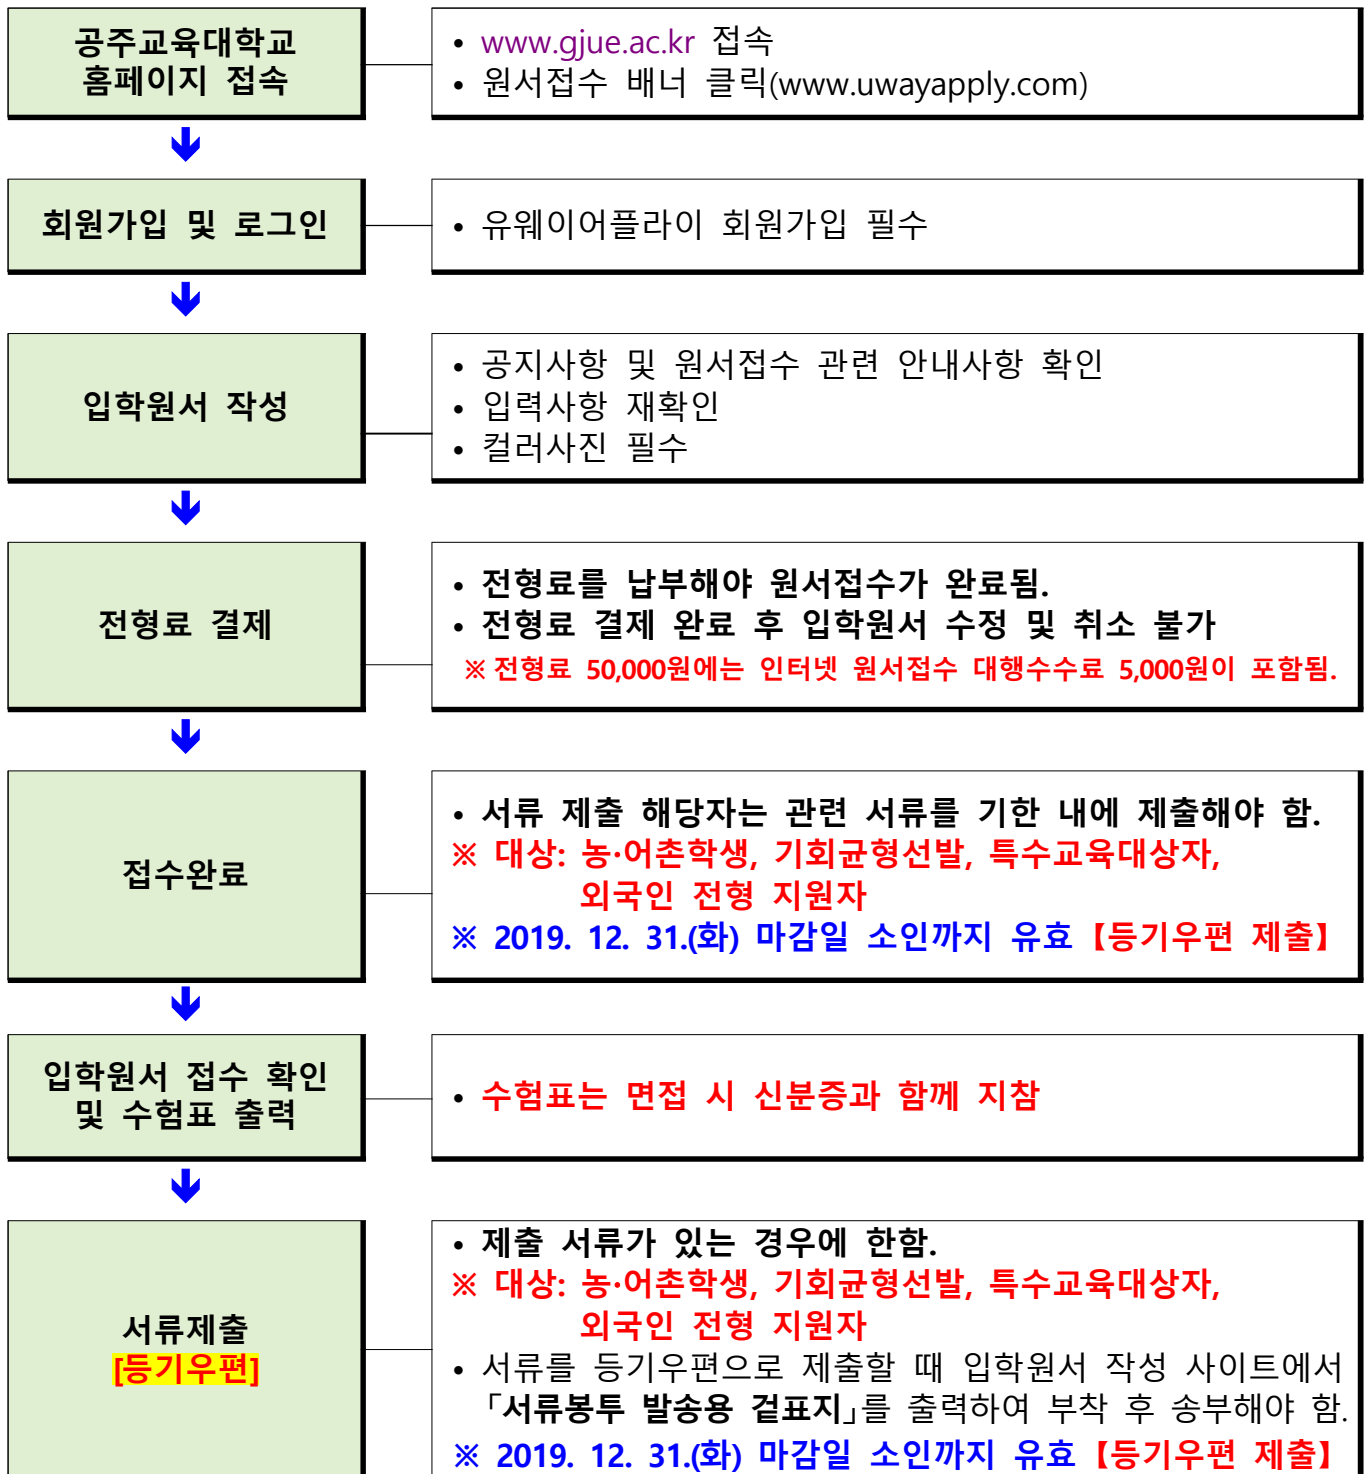 공주교육대학교
홈페이지 접속
• www.gjue.ac.kr 접속
• 원서접수 배너 클릭(www.uwayapply.com)
회원가입 및 로그인
• 유웨이어플라이 회원가입 필수
입학원서 작성
• 공지사항 및 원서접수 관련 안내사항 확인
• 입력사항 재확인
• 컬러사진 필수
전형료 결제
• 전형료를 납부해야 원서접수가 완료됨.
• 전형료 결제 완료 후 입학원서 수정 및 취소 불가
※ 전형료 50,000원에는 인터넷 원서접수 대행수수료 5,000원이 포함됨.
접수완료
• 서류 제출 해당자는 관련 서류를 기한 내에 제출해야 함.
※ 대상: 농·어촌학생, 기회균형선발, 특수교육대상자,
외국인 전형 지원자
※ 2019. 12. 31.(화) 마감일 소인까지 유효【등기우편 제출】
입학원서 접수 확인
및 수험표 출력
• 수험표는 면접 시 신분증과 함께 지참
서류제출
[등기우편]
• 제출 서류가 있는 경우에 한함.
※ 대상: 농·어촌학생, 기회균형선발, 특수교육대상자,
외국인 전형 지원자
• 서류를 등기우편으로 제출할 때 입학원서 작성 사이트에서
「서류봉투 발송용 겉표지」를 출력하여 부착 후 송부해야 함.
※ 2019. 12. 31.(화) 마감일 소인까지 유효【등기우편 제출】